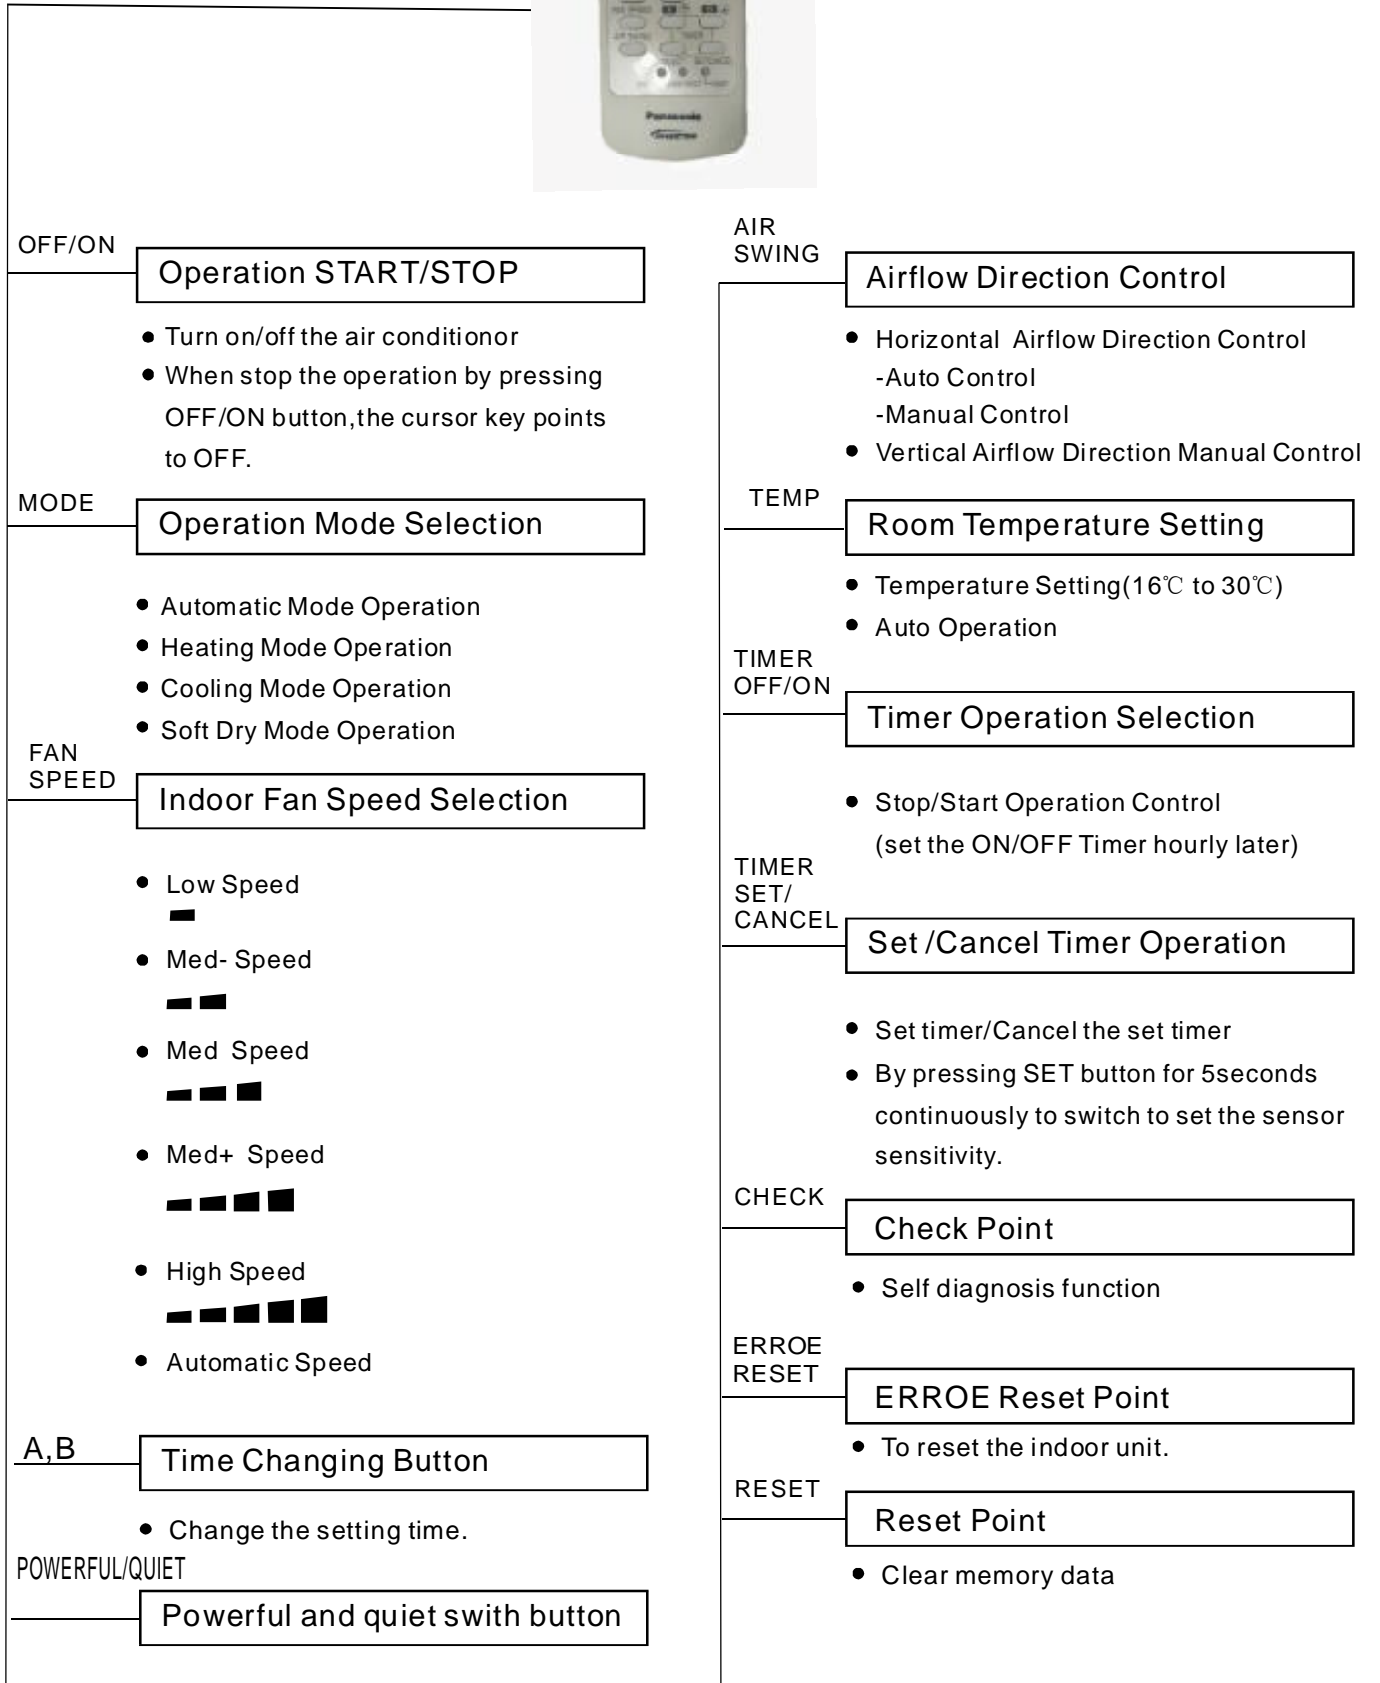 Panasonic
OFF/ON
Operation START/STOP
Turn on/off the air conditionor
When stop the operation by pressing
OFF/ON button,the cursor key points
to OFF.
MODE
Operation Mode Selection
Automatic Mode Operation
Heating Mode Operation
Cooling Mode Operation
Soft Dry Mode Operation
FAN
SPEED
Indoor Fan Speed Selection
Low Speed
Med- Speed
Med Speed
Med+ Speed
High Speed
Automatic Speed
A,B
Time Changing Button
Change the setting time.
POWERFUL/QUIET
Powerful and quiet swith button
AIR
SWING
Airflow Direction Control
Horizontal Airflow Direction Control
-Auto Control
-Manual Control
Vertical Airflow Direction Manual Control
TEMP
Room Temperature Setting
Temperature Setting(16℃ to 30℃)
Auto Operation
TIMER
OFF/ON
Timer Operation Selection
Stop/Start Operation Control
(set the ON/OFF Timer hourly later)
TIMER
SET/
CANCEL
Set /Cancel Timer Operation
Set timer/Cancel the set timer
By pressing SET button for 5seconds
continuously to switch to set the sensor
sensitivity.
CHECK
Check Point
Self diagnosis function
ERROE
RESET
ERROE Reset Point
To reset the indoor unit.
RESET
Reset Point
Clear memory data